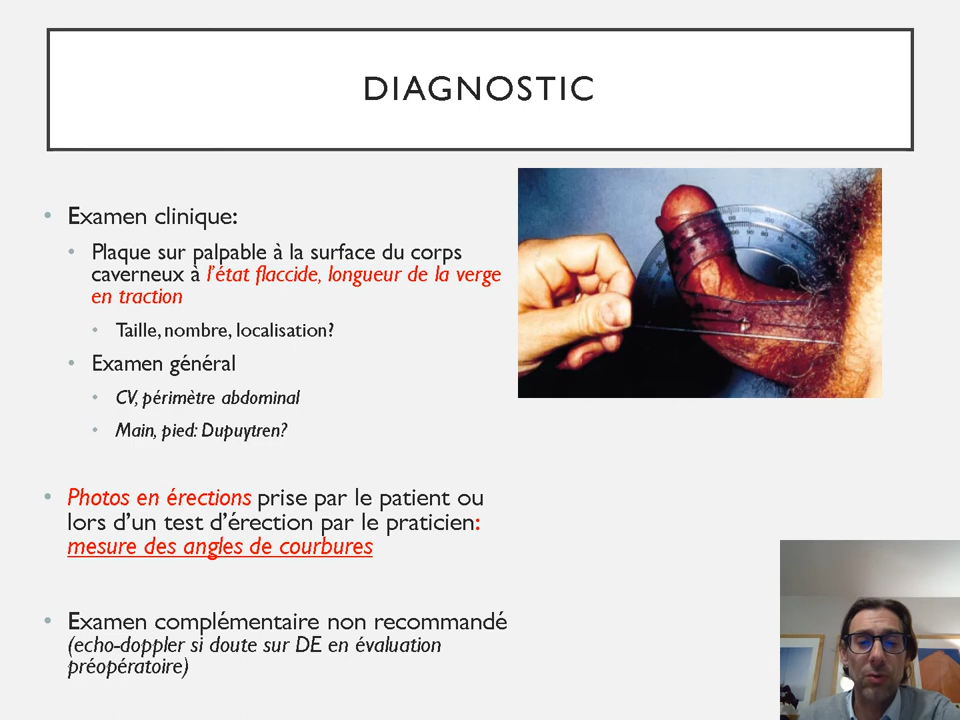 DIAGNOSTIC
• Examen clinique:
• Plaque sur palpable à la surface du corps
caverneux à l'état flaccide, longueur de la verge
en traction
• Taille, nombre, localisation?
• Examen général
• CV, périmètre abdominal
• Main, pied: Dupuytren?
• Photos en érections prise par le patient ou
lors d'un test d'érection par le praticien:
mesure des angles de courbures
• Examen complémentaire non recommandé
(echo-doppler si doute sur DE en évaluation
préopératoire)